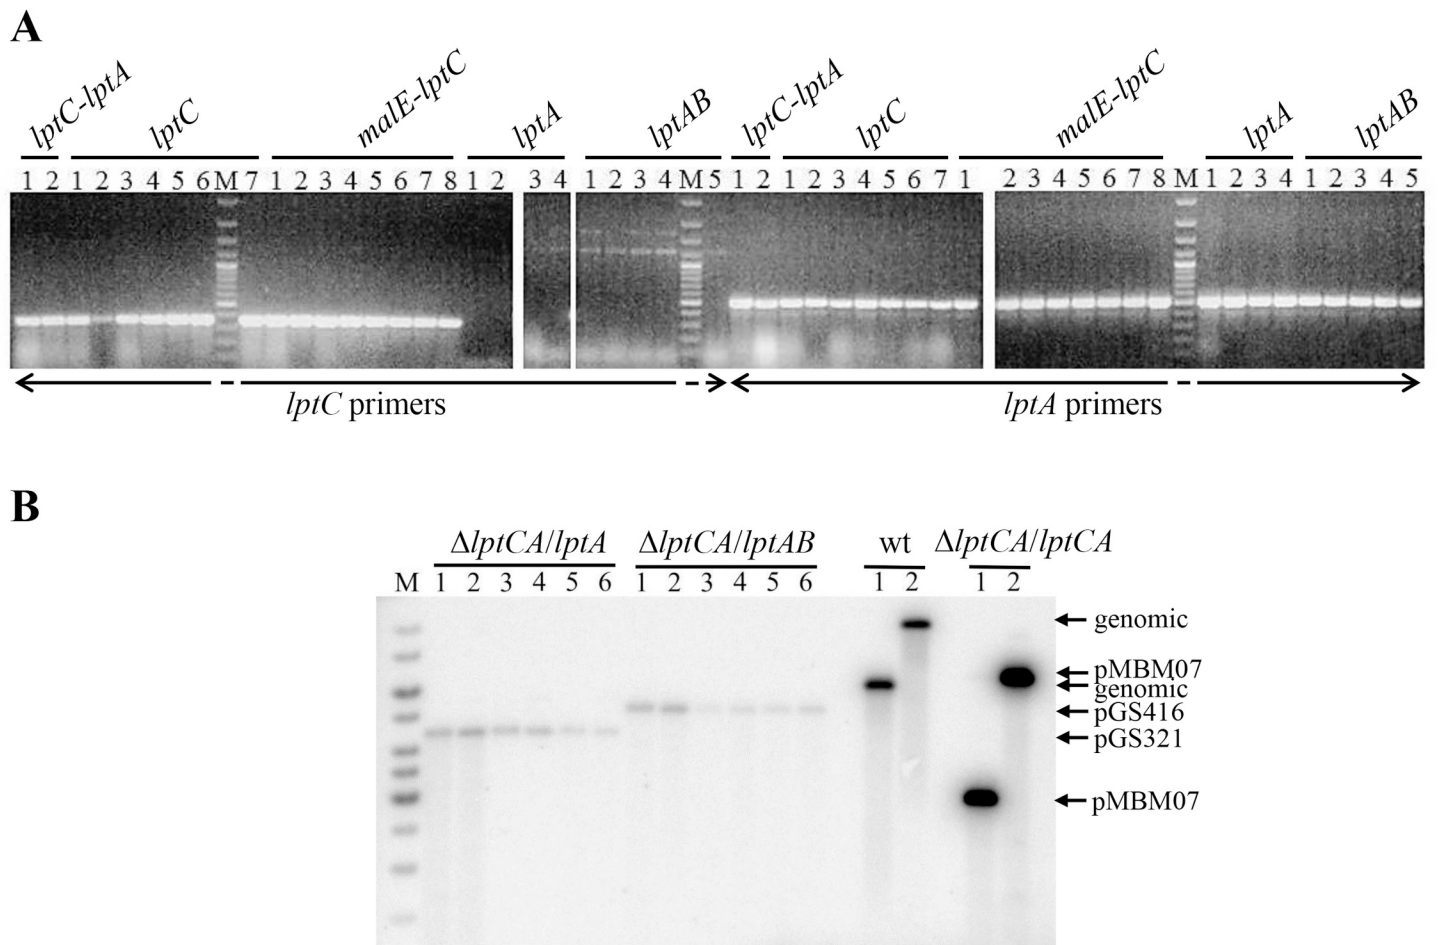 A
lptC-lptA lptC malE-lptC lptA lptAB lptC-lptA lptC malE-lptC lptA lptAB
1 2 1 2 3 4 5 6 M 7 1 2 3 4 5 6 7 8 1 2 3 4 1 2 3 4 M 5 1 2 1 2 3 4 5 6 7 1 2 3 4 5 6 7 8 M 1 2 3 4 1 2 3 4 5
lptC primers lptA primers
B
ΔlptCA/lptA ΔlptCA/lptAB wt ΔlptCA/lptCA
M 1 2 3 4 5 6 1 2 3 4 5 6 1 2 1 2
genomic
pMBM07
genomic
pGS416
pGS321
pMBM07